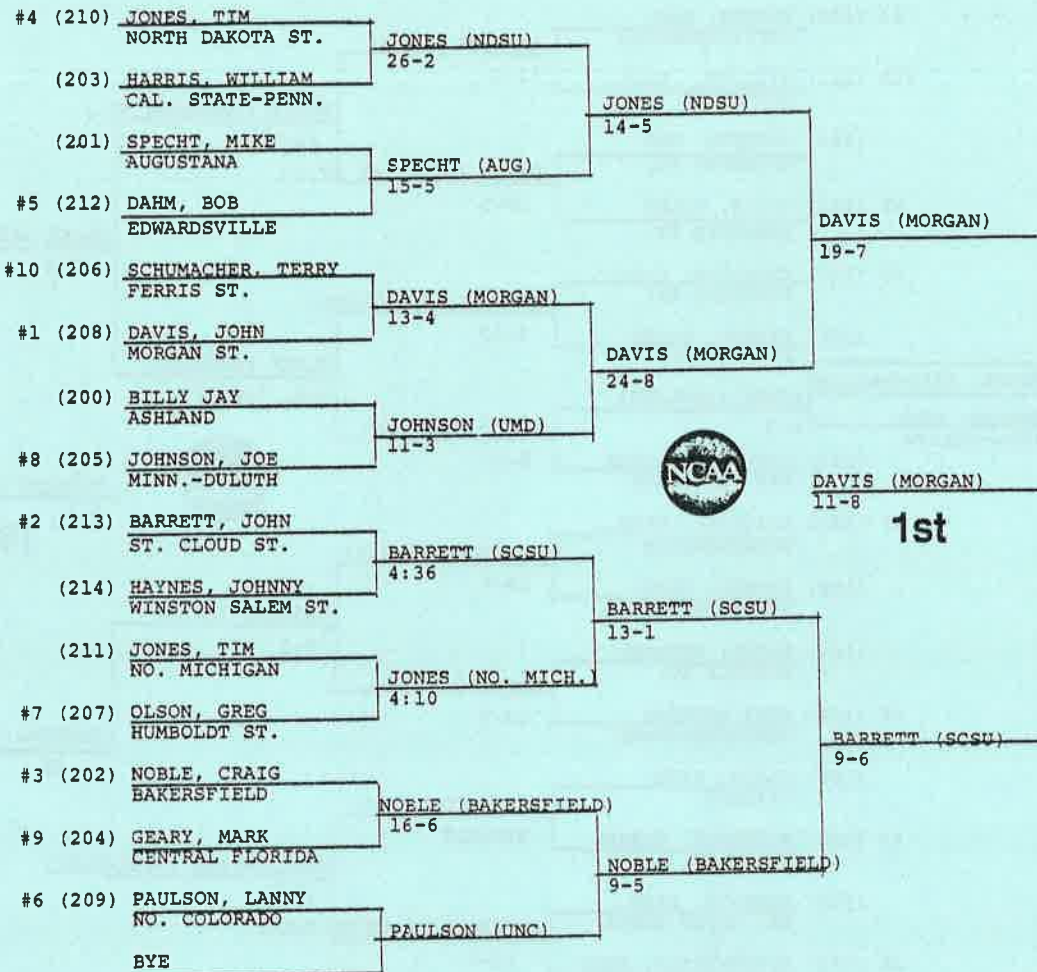 #4 (210) JONES, TIM
NORTH DAKOTA ST.
JONES (NDSU)
26-2
(203) HARRIS, WILLIAM
CAL. STATE-PENN.
JONES (NDSU)
14-5
(201) SPECHT, MIKE
AUGUSTANA
SPECHT (AUG)
15-5
#5 (212) DAHM, BOB
EDWARDSVILLE
DAVIS (MORGAN)
19-7
#10 (206) SCHUMACHER, TERRY
FERRIS ST.
DAVIS (MORGAN)
13-4
#1 (208) DAVIS, JOHN
MORGAN ST.
DAVIS (MORGAN)
24-8
(200) BILLY JAY
ASHLAND
JOHNSON (UMD)
11-3
#8 (205) JOHNSON, JOE
MINN.-DULUTH
NCAA
DAVIS (MORGAN)
11-8
1st
#2 (213) BARRETT, JOHN
ST. CLOUD ST.
BARRETT (SCSU)
4:36
(214) HAYNES, JOHNNY
WINSTON SALEM ST.
BARRETT (SCSU)
13-1
(211) JONES, TIM
NO. MICHIGAN
JONES (NO. MICH.)
4:10
#7 (207) OLSON, GREG
HUMBOLDT ST.
BARRETT (SCSU)
9-6
#3 (202) NOBLE, CRAIG
BAKERSFIELD
NOBLE (BAKERSFIELD)
16-6
#9 (204) GEARY, MARK
CENTRAL FLORIDA
NOBLE (BAKERSFIELD)
9-5
#6 (209) PAULSON, LANNY
NO. COLORADO
PAULSON (UNC)
BYE